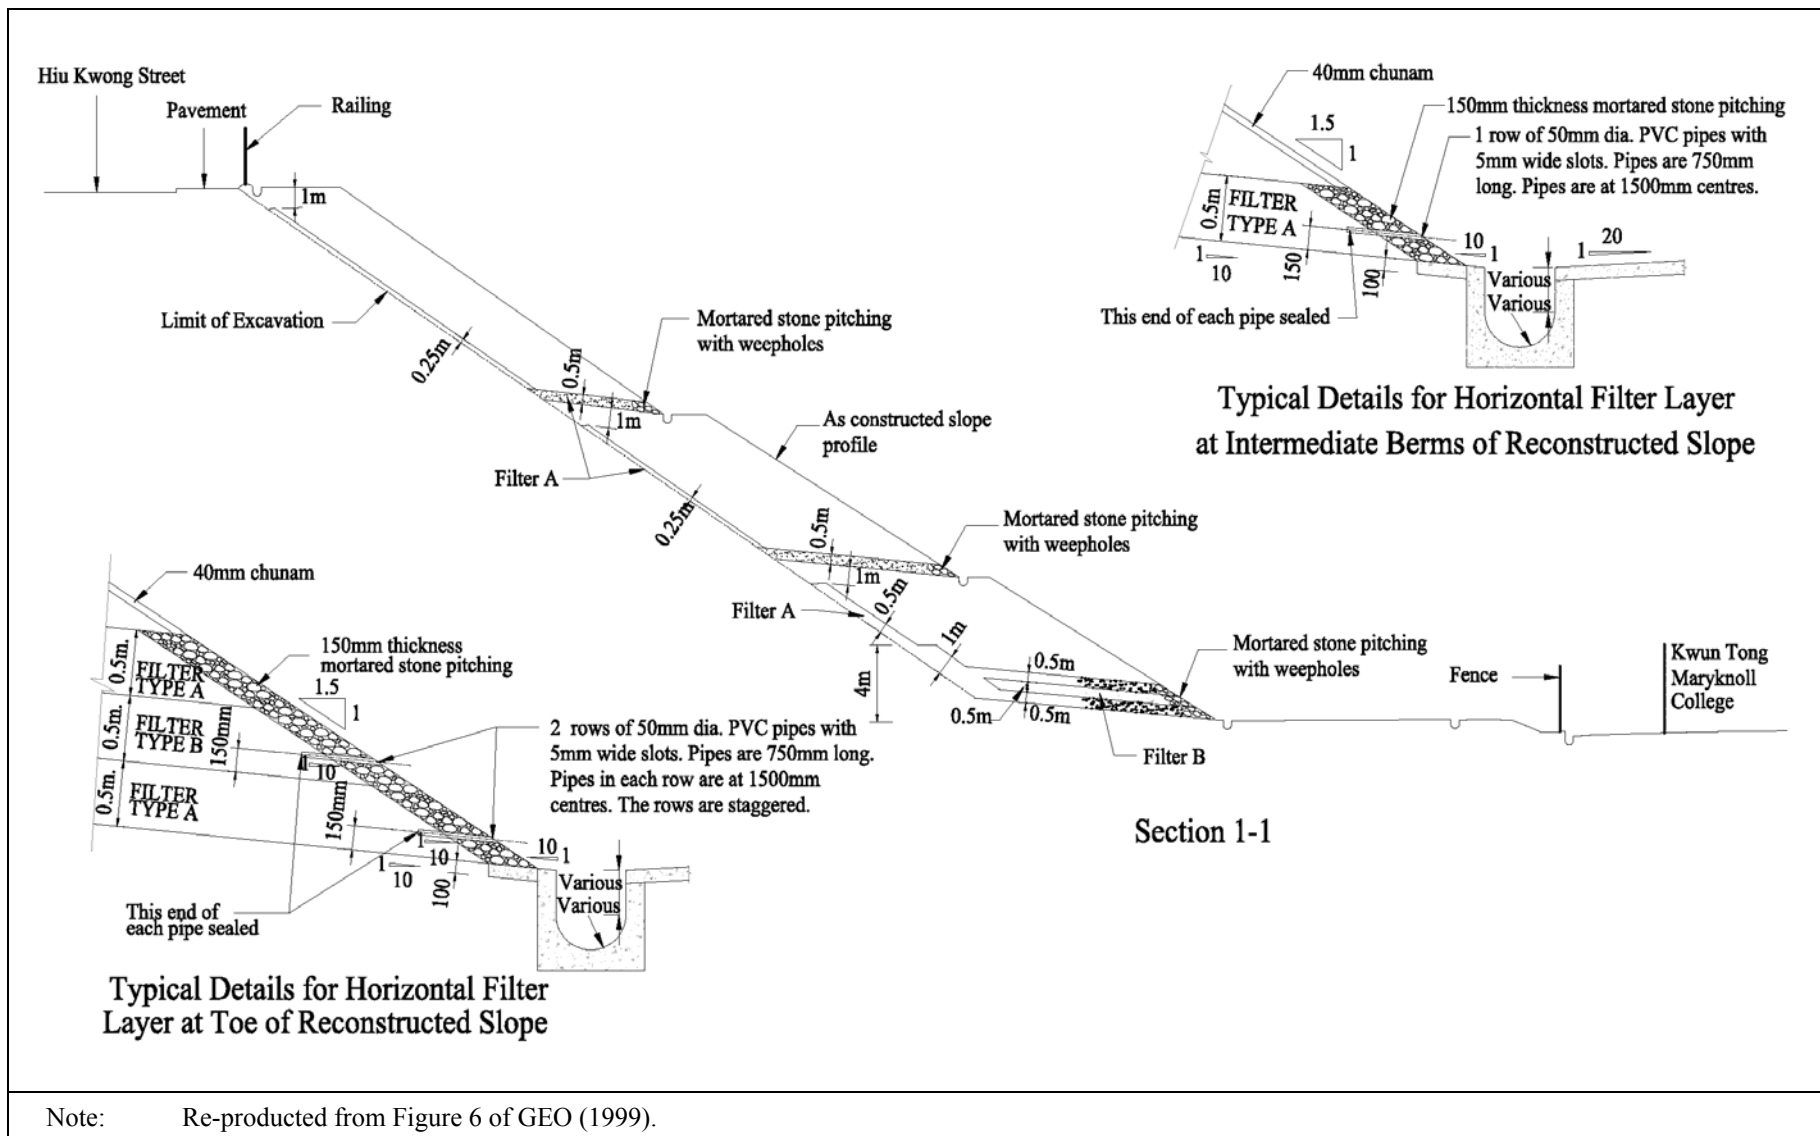 Hiu Kwong Street
Pavement
Railing
1m
Limit of Excavation
0.25m
0.5m
Mortared stone pitching
with weepholes
1m
Filter A
As constructed slope
profile
0.25m
0.5m
Mortared stone pitching
with weepholes
1m
0.5m
Filter A
1m
4m
0.5m
0.5m
0.5m
Mortared stone pitching
with weepholes
Filter B
Fence
Kwun Tong
Maryknoll
College
Section 1-1
40mm chunam
150mm thickness mortared stone pitching
1.5
1
1 row of 50mm dia. PVC pipes with
5mm wide slots. Pipes are 750mm
long. Pipes are at 1500mm centres.
0.5m
FILTER
TYPE A
1
10
150
100
10
1
1
20
Various
Various
This end of each pipe sealed
Typical Details for Horizontal Filter Layer
at Intermediate Berms of Reconstructed Slope
40mm chunam
150mm thickness
mortared stone pitching
1.5
1
0.5m.
FILTER
TYPE A
0.5m.
FILTER
TYPE B
150mm
1
10
0.5m.
FILTER
TYPE A
150mm
2 rows of 50mm dia. PVC pipes with
5mm wide slots. Pipes are 750mm long.
Pipes in each row are at 1500mm
centres. The rows are staggered.
1
10
1
10
100
10
1
Various
Various
This end of
each pipe sealed
Typical Details for Horizontal Filter
Layer at Toe of Reconstructed Slope
Note: Re-producted from Figure 6 of GEO (1999).